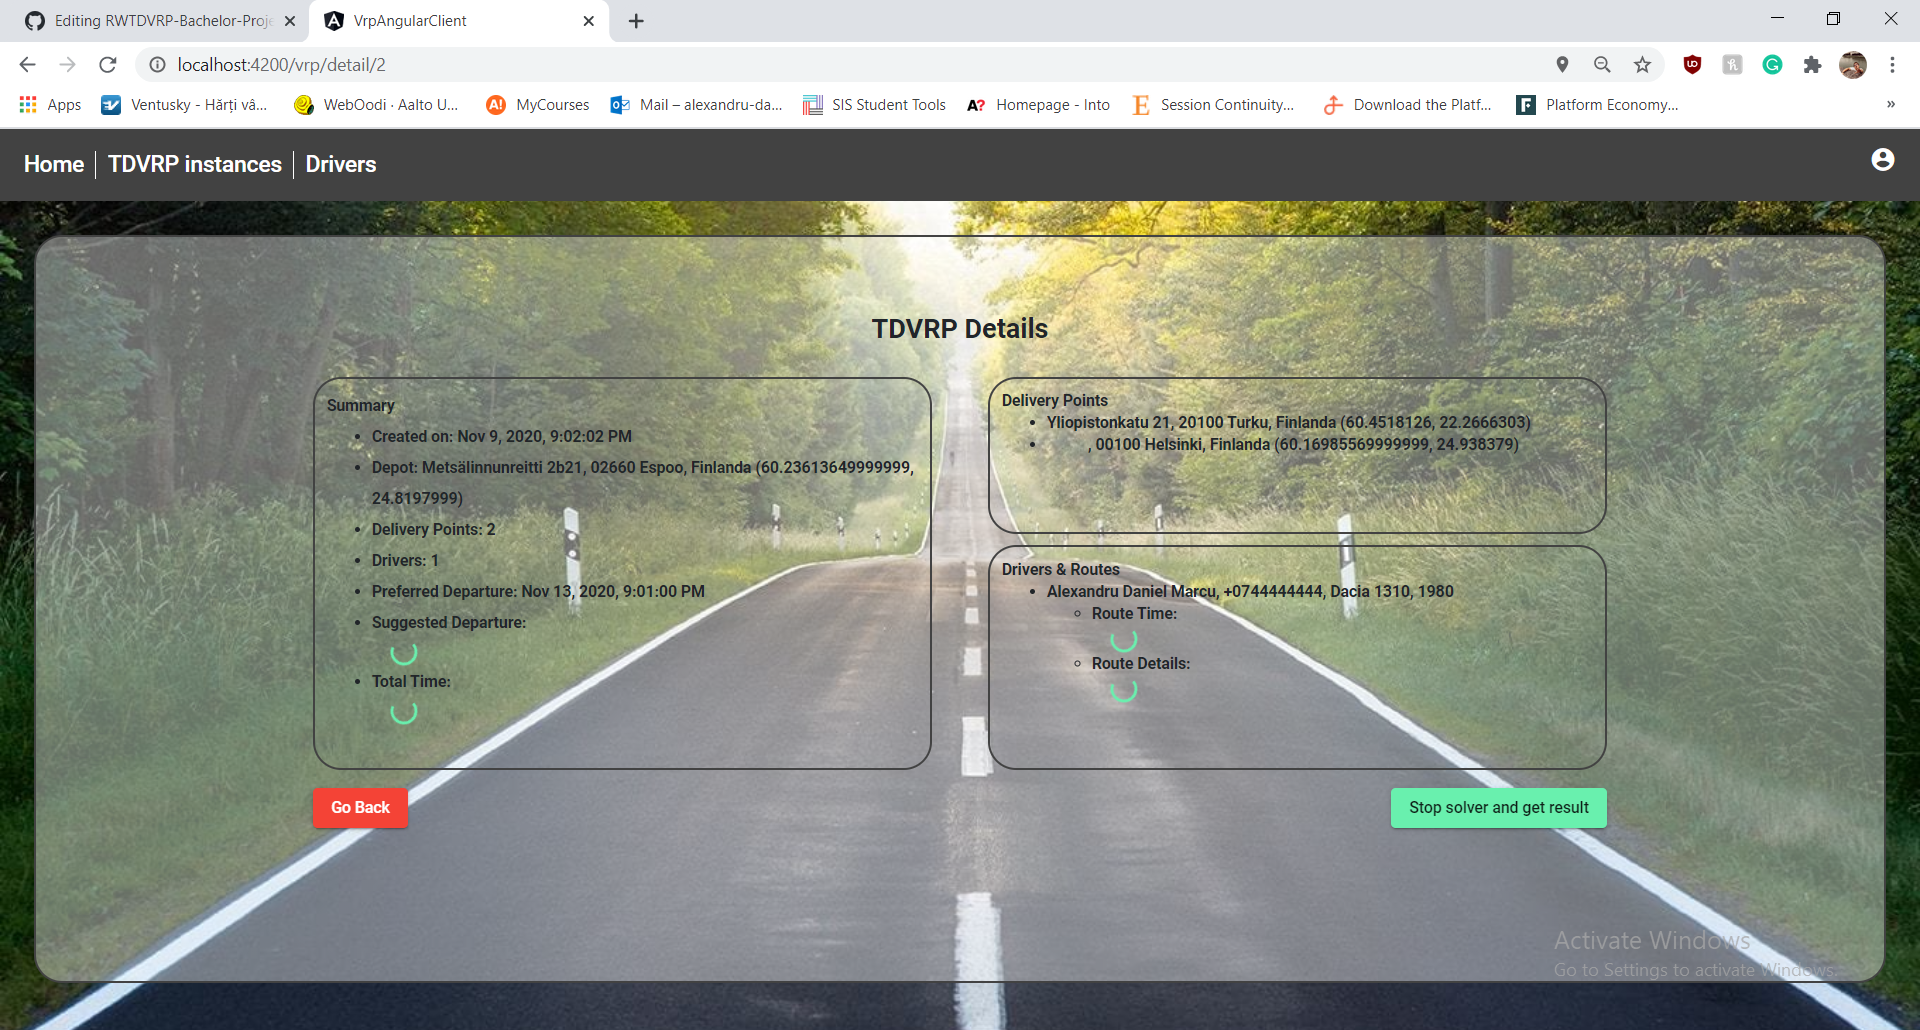 Editing RWTDVRP-Bachelor-Proje
VrpAngularClient
localhost:4200/vrp/detail/2
Apps
Ventusky - Hărți vâ...
WebOodi · Aalto U...
MyCourses
Mail – alexandru-da...
SIS Student Tools
A? Homepage - Into
E Session Continuity...
Download the Platf...
F Platform Economy...
»
Home
TDVRP instances
Drivers
TDVRP Details
Summary
Created on: Nov 9, 2020, 9:02:02 PM
Depot: Metsälinnunreitti 2b21, 02660 Espoo, Finlanda (60.23613649999999,
24.8197999)
Delivery Points: 2
Drivers: 1
Preferred Departure: Nov 13, 2020, 9:01:00 PM
Suggested Departure:
Total Time:
Delivery Points
Yliopistonkatu 21, 20100 Turku, Finlanda (60.4518126, 22.2666303)
, 00100 Helsinki, Finlanda (60.16985569999999, 24.938379)
Drivers & Routes
Alexandru Daniel Marcu, +0744444444, Dacia 1310, 1980
Route Time:
Route Details:
Go Back
Stop solver and get result
Activate Windows
Go to Settings to activate Windows.